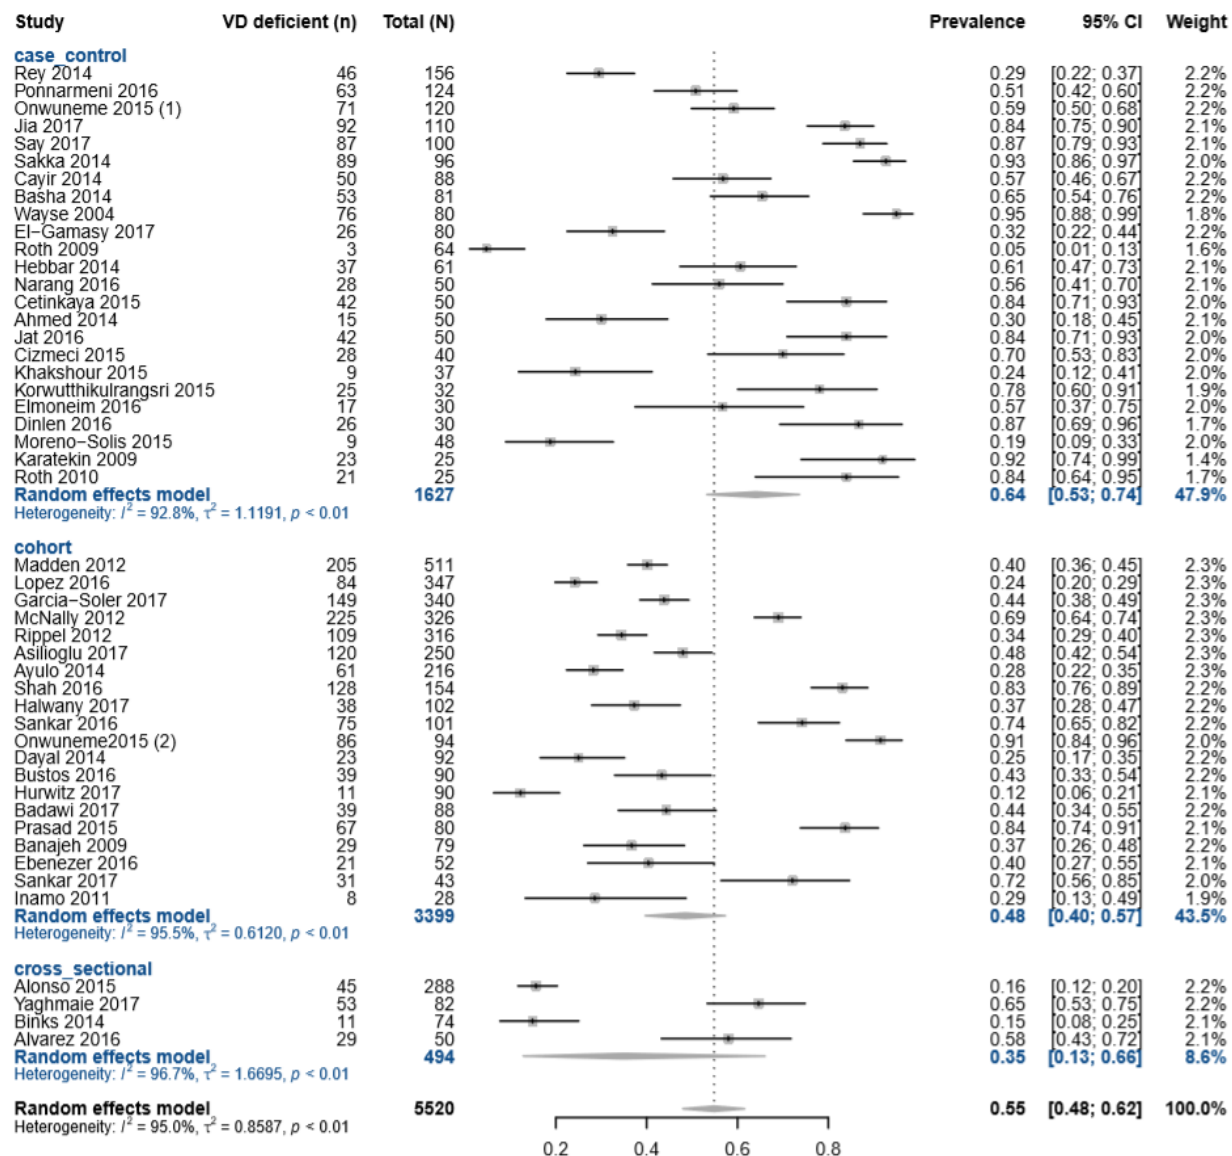 Study VD deficient (n) Total (N) Prevalence 95% CI Weight
case_control
Rey 2014 46 156 0.29 [0.22; 0.37] 2.2%
Ponnarmeni 2016 63 124 0.51 [0.42; 0.60] 2.2%
Onwuneme 2015 (1) 71 120 0.59 [0.50; 0.68] 2.2%
Jia 2017 92 110 0.84 [0.75; 0.90] 2.1%
Say 2017 87 100 0.87 [0.79; 0.93] 2.1%
Sakka 2014 89 96 0.93 [0.86; 0.97] 2.0%
Cayir 2014 50 88 0.57 [0.46; 0.67] 2.2%
Basha 2014 53 81 0.65 [0.54; 0.76] 2.2%
Wayse 2004 76 80 0.95 [0.88; 0.99] 1.8%
El−Gamasy 2017 26 80 0.32 [0.22; 0.44] 2.2%
Roth 2009 3 64 0.05 [0.01; 0.13] 1.6%
Hebbar 2014 37 61 0.61 [0.47; 0.73] 2.1%
Narang 2016 28 50 0.56 [0.41; 0.70] 2.1%
Cetinkaya 2015 42 50 0.84 [0.71; 0.93] 2.0%
Ahmed 2014 15 50 0.30 [0.18; 0.45] 2.1%
Jat 2016 42 50 0.84 [0.71; 0.93] 2.0%
Cizmeci 2015 28 40 0.70 [0.53; 0.83] 2.0%
Khakshour 2015 9 37 0.24 [0.12; 0.41] 2.0%
Korwutthikulrangsri 2015 25 32 0.78 [0.60; 0.91] 1.9%
Elmoneim 2016 17 30 0.57 [0.37; 0.75] 2.0%
Dinlen 2016 26 30 0.87 [0.69; 0.96] 1.7%
Moreno−Solis 2015 9 48 0.19 [0.09; 0.33] 2.0%
Karatekin 2009 23 25 0.92 [0.74; 0.99] 1.4%
Roth 2010 21 25 0.84 [0.64; 0.95] 1.7%
Random effects model 1627 0.64 [0.53; 0.74] 47.9%
Heterogeneity: I² = 92.8%, τ² = 1.1191, p < 0.01
cohort
Madden 2012 205 511 0.40 [0.36; 0.45] 2.3%
Lopez 2016 84 347 0.24 [0.20; 0.29] 2.3%
Garcia−Soler 2017 149 340 0.44 [0.38; 0.49] 2.3%
McNally 2012 225 326 0.69 [0.64; 0.74] 2.3%
Rippel 2012 109 316 0.34 [0.29; 0.40] 2.3%
Asilioglu 2017 120 250 0.48 [0.42; 0.54] 2.3%
Ayulo 2014 61 216 0.28 [0.22; 0.35] 2.3%
Shah 2016 128 154 0.83 [0.76; 0.89] 2.2%
Halwany 2017 38 102 0.37 [0.28; 0.47] 2.2%
Sankar 2016 75 101 0.74 [0.65; 0.82] 2.2%
Onwuneme2015 (2) 86 94 0.91 [0.84; 0.96] 2.0%
Dayal 2014 23 92 0.25 [0.17; 0.35] 2.2%
Bustos 2016 39 90 0.43 [0.33; 0.54] 2.2%
Hurwitz 2017 11 90 0.12 [0.06; 0.21] 2.1%
Badawi 2017 39 88 0.44 [0.34; 0.55] 2.2%
Prasad 2015 67 80 0.84 [0.74; 0.91] 2.1%
Banajeh 2009 29 79 0.37 [0.26; 0.48] 2.2%
Ebenezer 2016 21 52 0.40 [0.27; 0.55] 2.1%
Sankar 2017 31 43 0.72 [0.56; 0.85] 2.0%
Inamo 2011 8 28 0.29 [0.13; 0.49] 1.9%
Random effects model 3399 0.48 [0.40; 0.57] 43.5%
Heterogeneity: I² = 95.5%, τ² = 0.6120, p < 0.01
cross_sectional
Alonso 2015 45 288 0.16 [0.12; 0.20] 2.2%
Yaghmaie 2017 53 82 0.65 [0.53; 0.75] 2.2%
Binks 2014 11 74 0.15 [0.08; 0.25] 2.1%
Alvarez 2016 29 50 0.58 [0.43; 0.72] 2.1%
Random effects model 494 0.35 [0.13; 0.66] 8.6%
Heterogeneity: I² = 96.7%, τ² = 1.6695, p < 0.01
Random effects model 5520 0.55 [0.48; 0.62] 100.0%
Heterogeneity: I² = 95.0%, τ² = 0.8587, p < 0.01
0.2 0.4 0.6 0.8